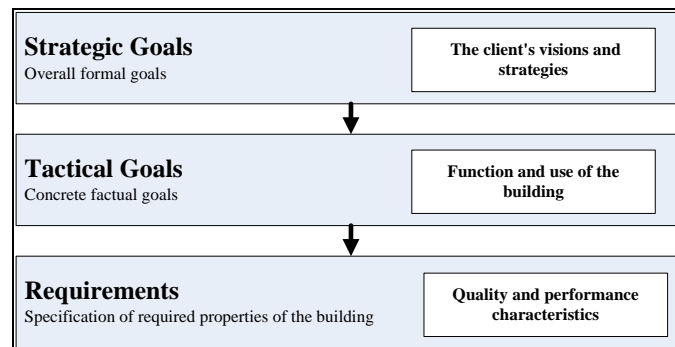 Strategic Goals
Overall formal goals
The client's visions and
strategies
Tactical Goals
Concrete factual goals
Function and use of the
building
Requirements
Specification of required properties of the building
Quality and performance
characteristics